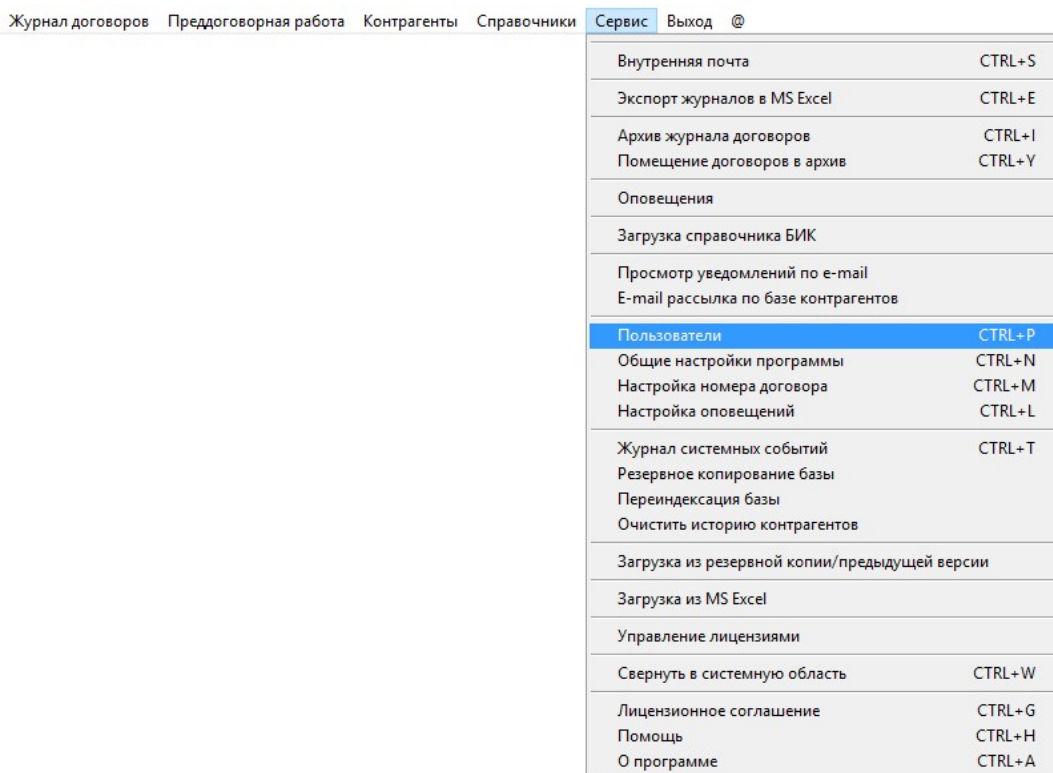 Журнал договоров Преддоговорная работа Контрагенты Справочники Сервис Выход @
Внутренняя почта CTRL+S
Экспорт журналов в MS Excel CTRL+E
Архив журнала договоров CTRL+I
Помещение договоров в архив CTRL+Y
Оповещения
Загрузка справочника БИК
Просмотр уведомлений по e-mail
E-mail рассылка по базе контрагентов
Пользователи CTRL+P
Общие настройки программы CTRL+N
Настройка номера договора CTRL+M
Настройка оповещений CTRL+L
Журнал системных событий CTRL+T
Резервное копирование базы
Переиндексация базы
Очистить историю контрагентов
Загрузка из резервной копии/предыдущей версии
Загрузка из MS Excel
Управление лицензиями
Свернуть в системную область CTRL+W
Лицензионное соглашение CTRL+G
Помощь CTRL+H
О программе CTRL+A